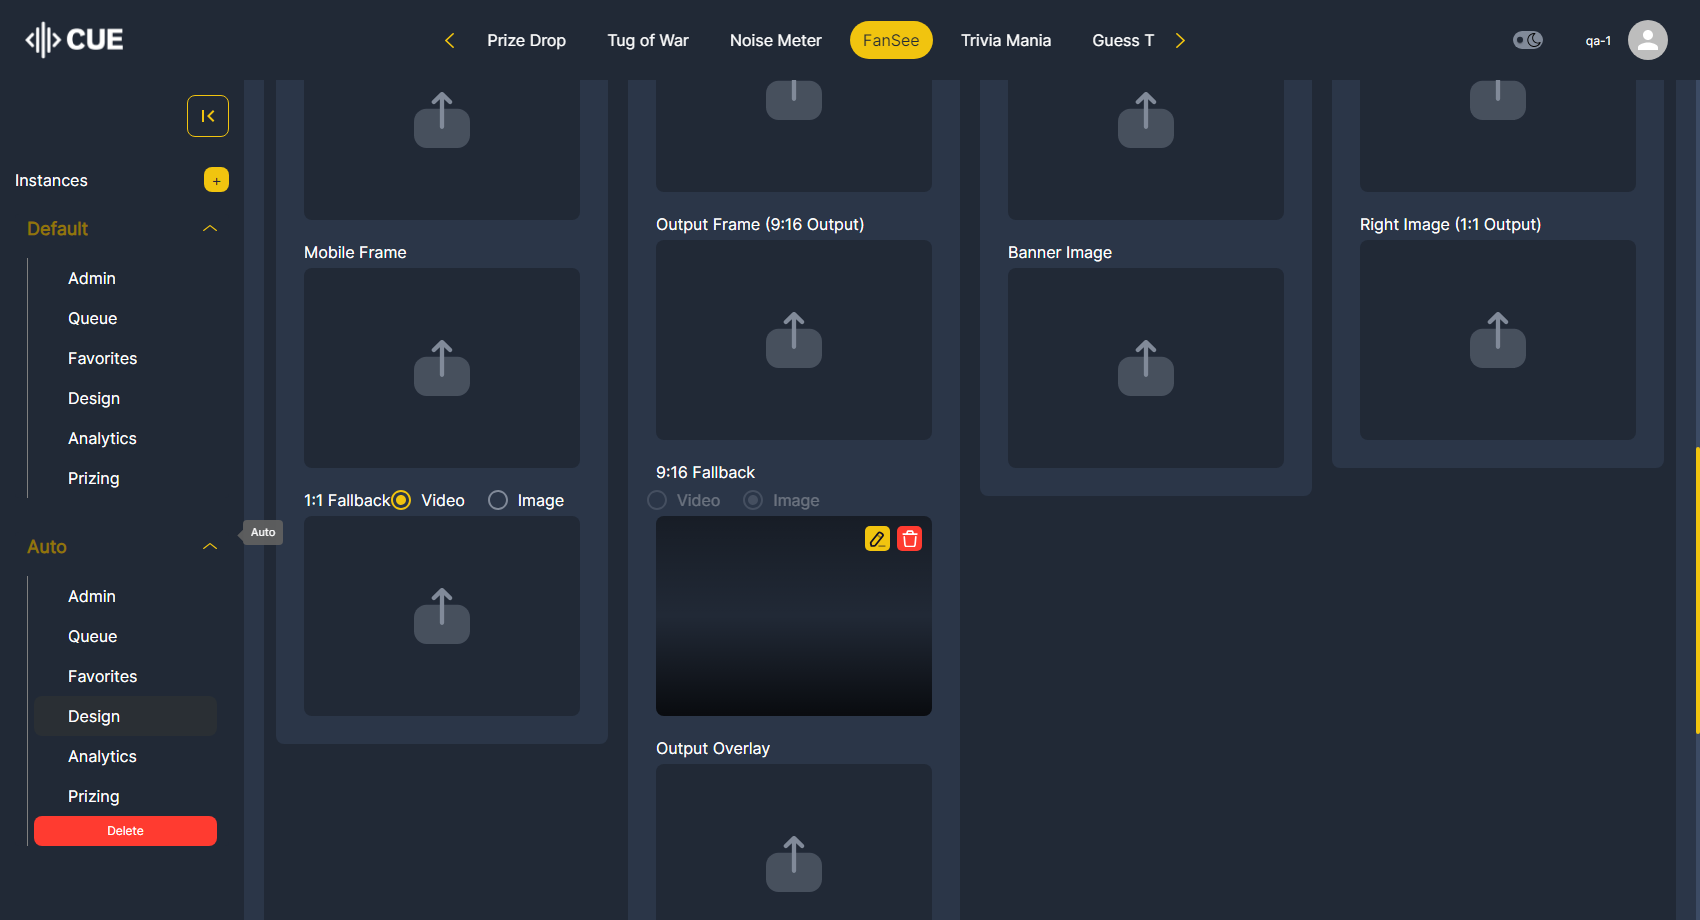 CUE
Prize Drop
Tug of War
Noise Meter
FanSee
Trivia Mania
Guess T
qa-1
Instances
+
Default
Admin
Queue
Favorites
Design
Analytics
Prizing
Auto
Auto
Admin
Queue
Favorites
Design
Analytics
Prizing
Delete
Mobile Frame
1:1 Fallback Video Image
Output Frame (9:16 Output)
9:16 Fallback
Video Image
Output Overlay
Banner Image
Right Image (1:1 Output)